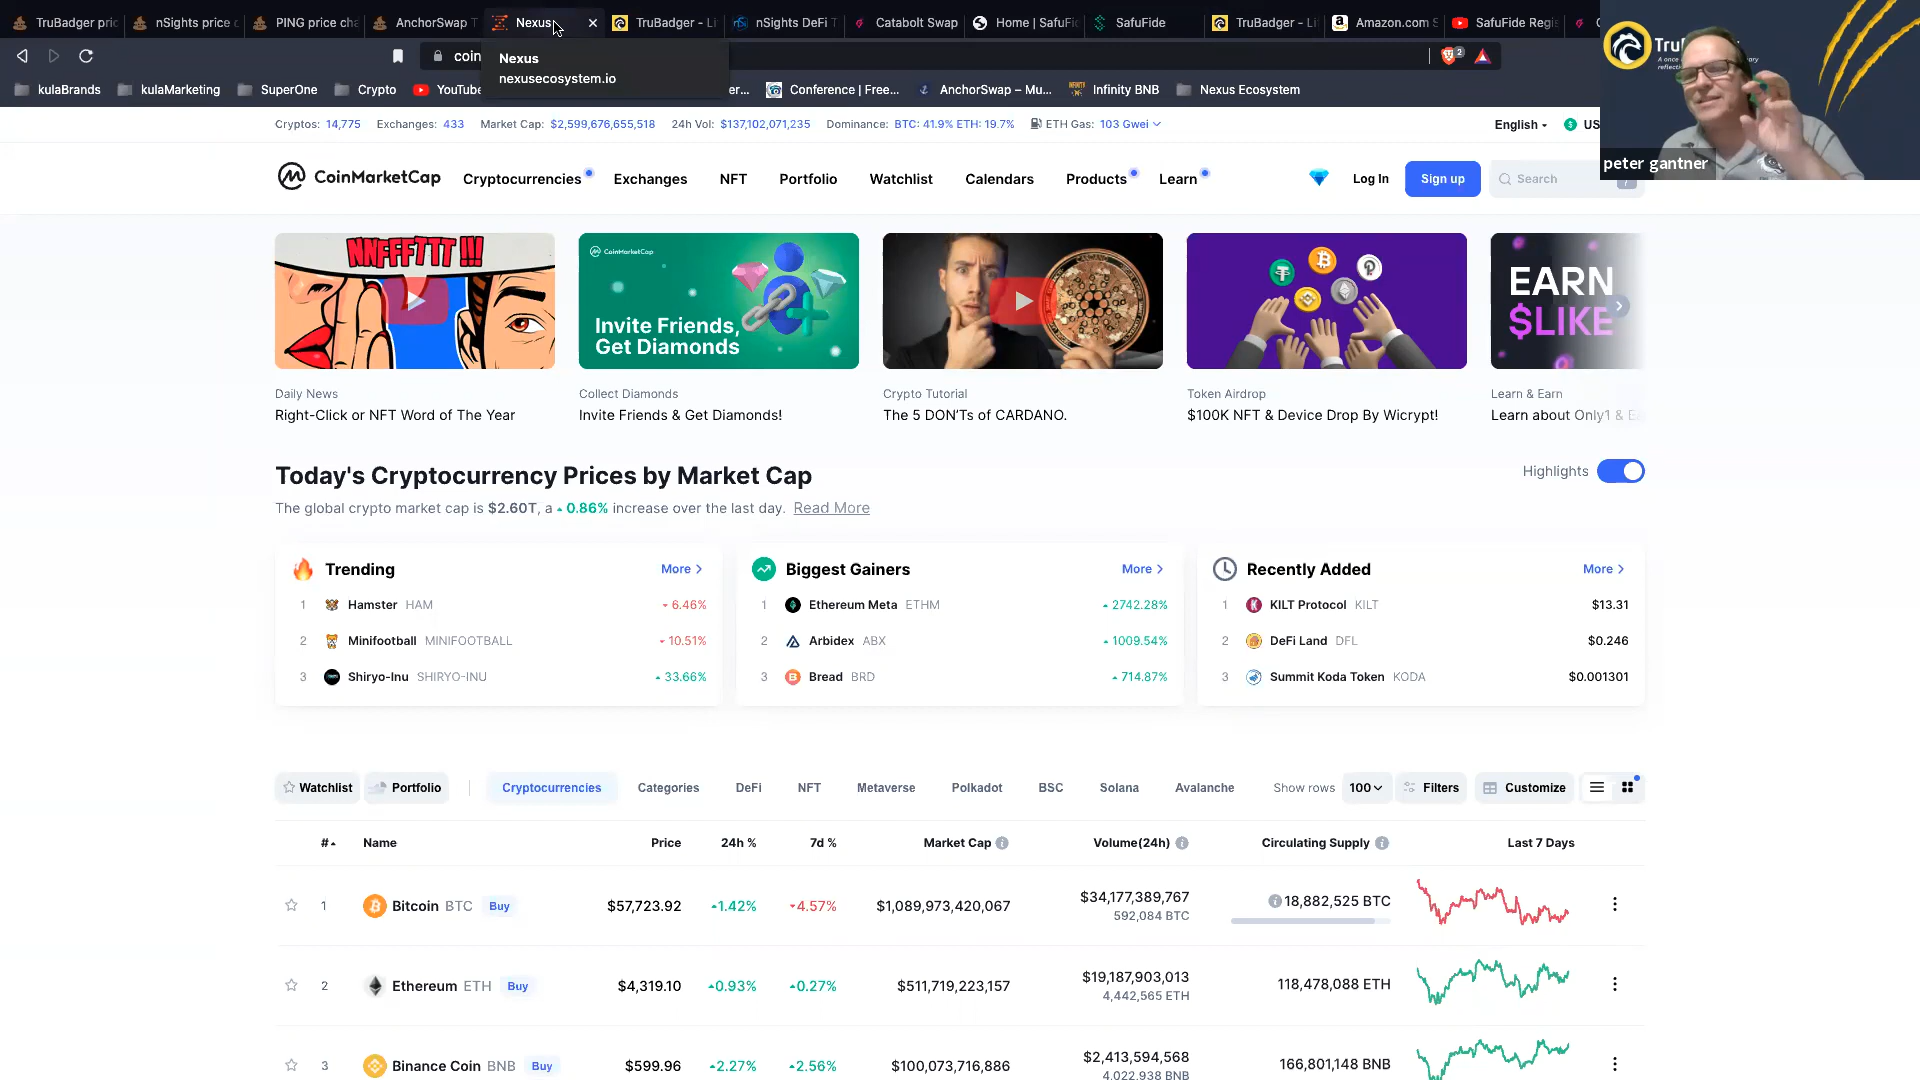 TruBadger pric
nSights price c
PING price cha
AnchorSwap T
Nexus
TruBadger - Li
nSights DeFi T
Catabolt Swap
Home | SafuFi
SafuFide
TruBadger - Li
Amazon.com S
SafuFide Regis
coin
Nexus
nexusecosystem.io
2
kulaBrands
kulaMarketing
SuperOne
Crypto
YouTube
er...
Conference | Free...
AnchorSwap – Mu...
Infinity BNB
Nexus Ecosystem
peter gantner
Cryptos: 14,775 Exchanges: 433 Market Cap: $2,599,676,655,518 24h Vol: $137,102,071,235 Dominance: BTC: 41.9% ETH: 19.7% ETH Gas: 103 Gwei
English
US
CoinMarketCap
Cryptocurrencies Exchanges NFT Portfolio Watchlist Calendars Products Learn
Log In Sign up Search
NNFFFTTT !!!
CoinMarketCap
Invite Friends,
Get Diamonds
EARN
$LIKE
Daily News
Right-Click or NFT Word of The Year
Collect Diamonds
Invite Friends & Get Diamonds!
Crypto Tutorial
The 5 DON'Ts of CARDANO.
Token Airdrop
$100K NFT & Device Drop By Wicrypt!
Learn & Earn
Learn about Only1 & E
Today's Cryptocurrency Prices by Market Cap
Highlights
The global crypto market cap is $2.60T, a 0.86% increase over the last day. Read More
Trending More
1 Hamster HAM 6.46%
2 Minifootball MINIFOOTBALL 10.51%
3 Shiryo-Inu SHIRYO-INU 33.66%
Biggest Gainers More
1 Ethereum Meta ETHM 2742.28%
2 Arbidex ABX 1009.54%
3 Bread BRD 714.87%
Recently Added More
1 KILT Protocol KILT $13.31
2 DeFi Land DFL $0.246
3 Summit Koda Token KODA $0.001301
Watchlist Portfolio Cryptocurrencies Categories DeFi NFT Metaverse Polkadot BSC Solana Avalanche Show rows 100 Filters Customize
# Name Price 24h % 7d % Market Cap Volume(24h) Circulating Supply Last 7 Days
1 Bitcoin BTC Buy $57,723.92 1.42% 4.57% $1,089,973,420,067 $34,177,389,767 18,882,525 BTC
592,084 BTC
2 Ethereum ETH Buy $4,319.10 0.93% 0.27% $511,719,223,157 $19,187,903,013 118,478,088 ETH
4,442,565 ETH
3 Binance Coin BNB Buy $599.96 2.27% 2.56% $100,073,716,886 $2,413,594,568 166,801,148 BNB
4,022,938 BNB